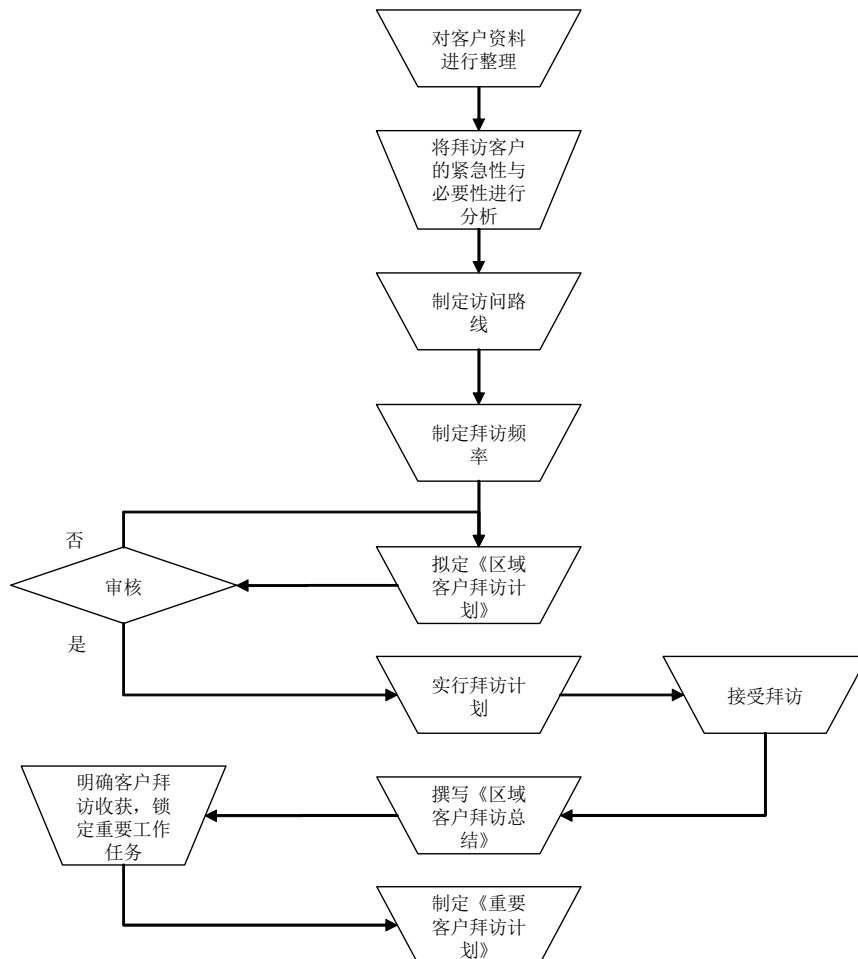 对客户资料
进行整理
将拜访客户
的紧急性与
必要性进行
分析
制定访问路
线
制定拜访频
率
否
审核
拟定《区域
客户拜访计
划》
是
实行拜访计
划
接受拜访
明确客户拜
访收获，锁
定重要工作
任务
撰写《区域
客户拜访总
结》
制定《重要
客户拜访计
划》